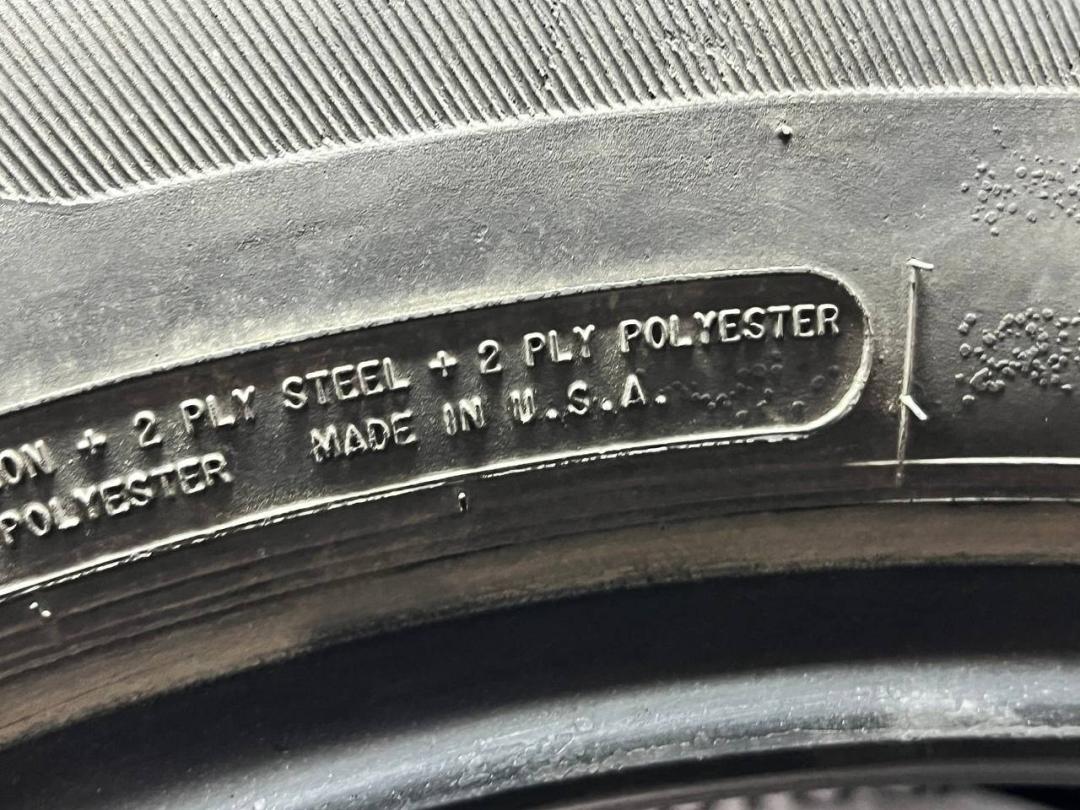 ON + 2 PLY STEEL + 2 PLY POLYESTER
POLYESTER MADE IN U.S.A.